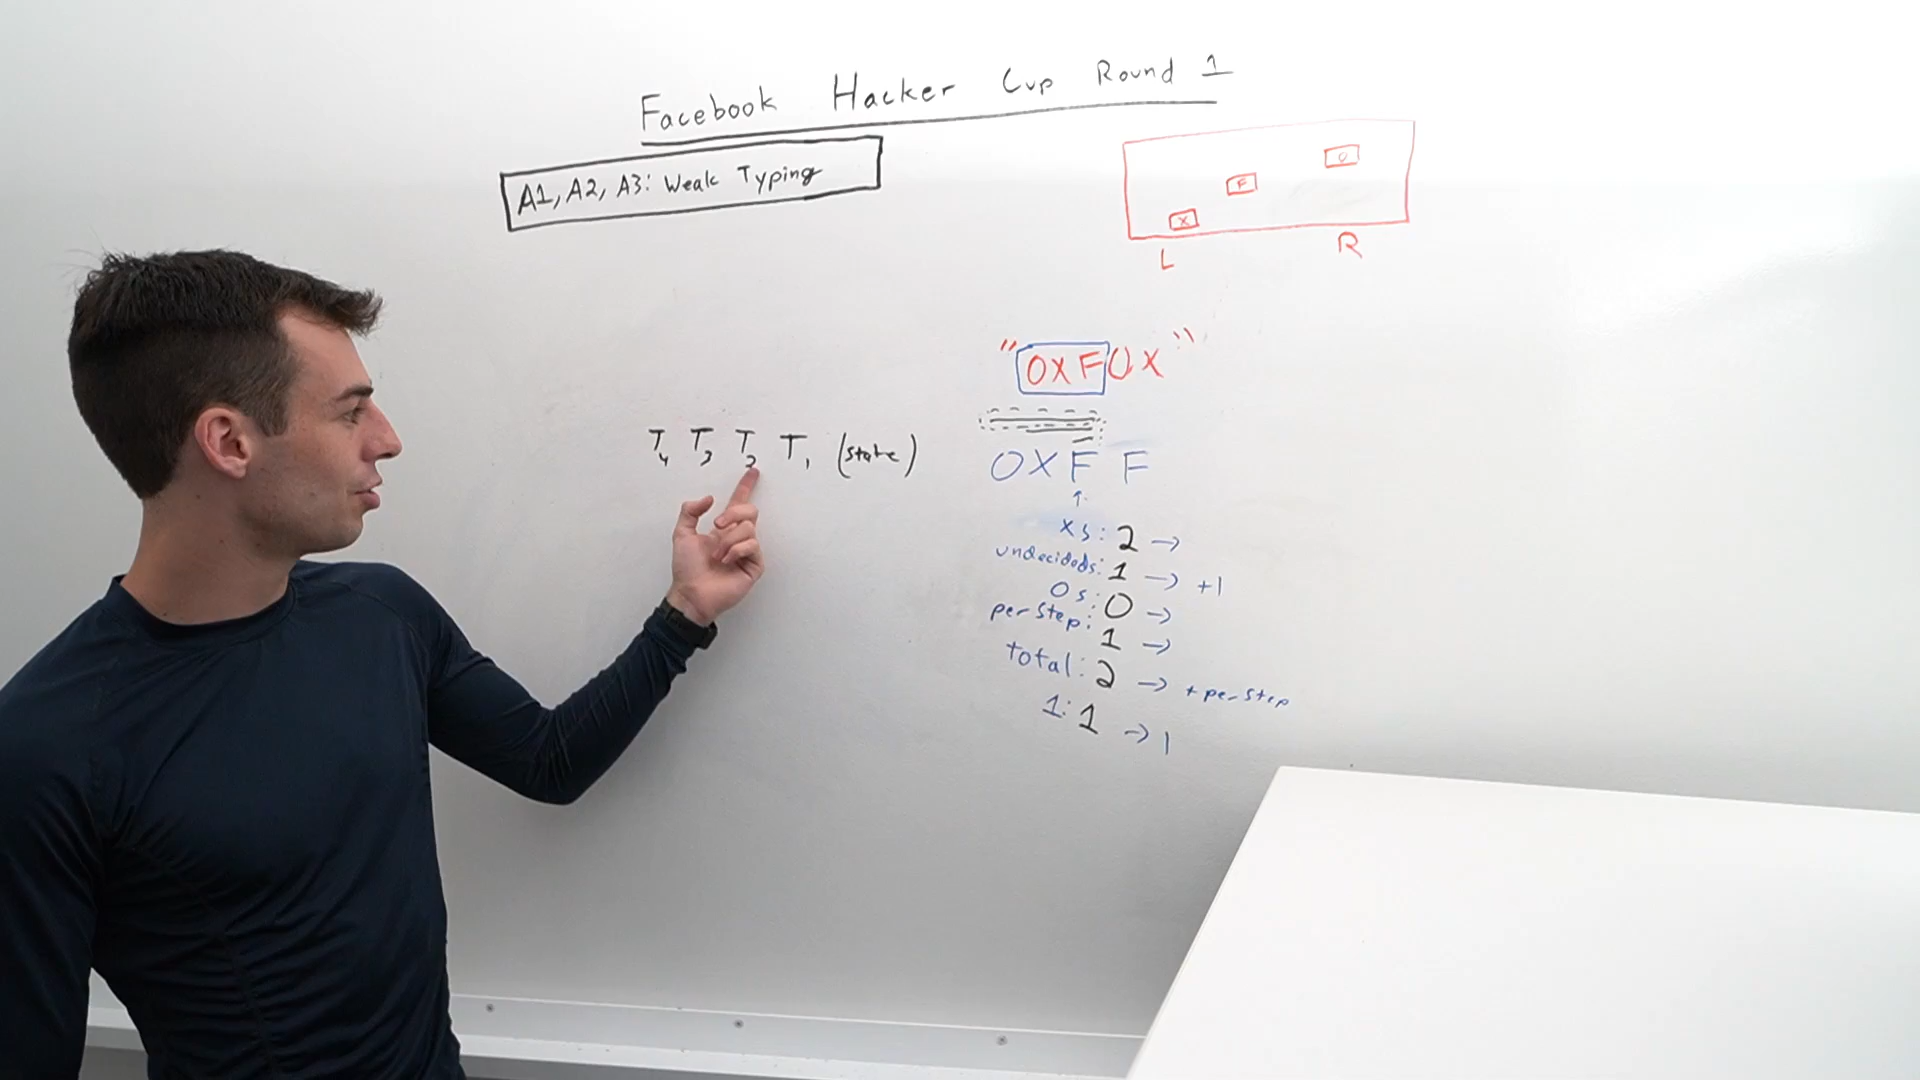 Facebook Hacker Cup Round 1
A1, A2, A3: Weak Typing
O
F
X
L R
"OXFOX"
T4 T3 T2 T1 (state)
OXFF
Xs: 2 →
undecideds: 1 → +1
Os: 0 →
per step: 1 →
total: 2 → + per step
1: 1 → 1